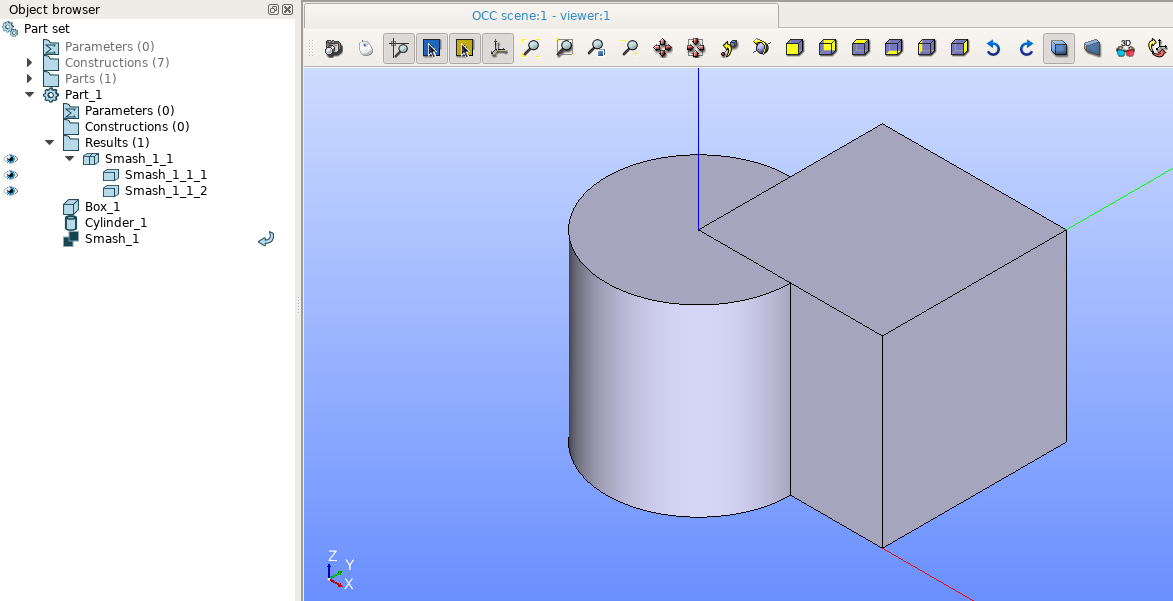 Object browser
Part set
Parameters (0)
Constructions (7)
Parts (1)
Part_1
Parameters (0)
Constructions (0)
Results (1)
Smash_1_1
Smash_1_1_1
Smash_1_1_2
Box_1
Cylinder_1
Smash_1
OCC scene:1 - viewer:1
3D
Z
Y
X